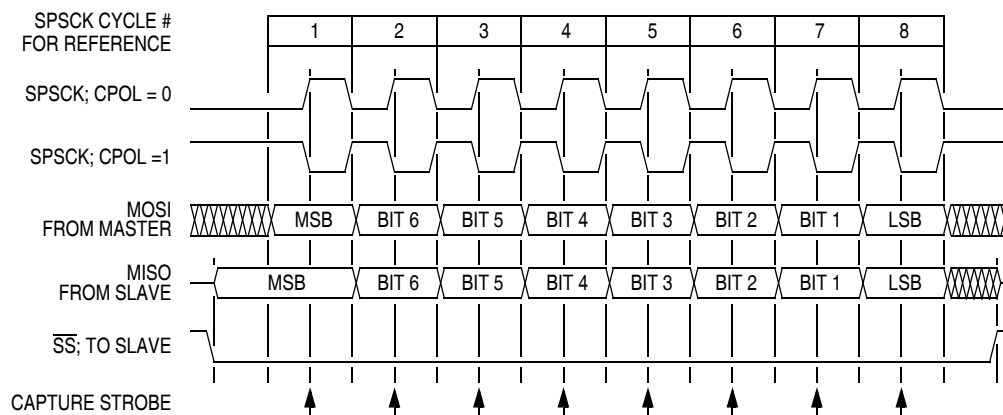 SPSCK CYCLE #
FOR REFERENCE
1 2 3 4 5 6 7 8
SPSCK; CPOL = 0
SPSCK; CPOL =1
MOSI
FROM MASTER
MSB BIT 6 BIT 5 BIT 4 BIT 3 BIT 2 BIT 1 LSB
MISO
FROM SLAVE
MSB BIT 6 BIT 5 BIT 4 BIT 3 BIT 2 BIT 1 LSB
SS; TO SLAVE
CAPTURE STROBE